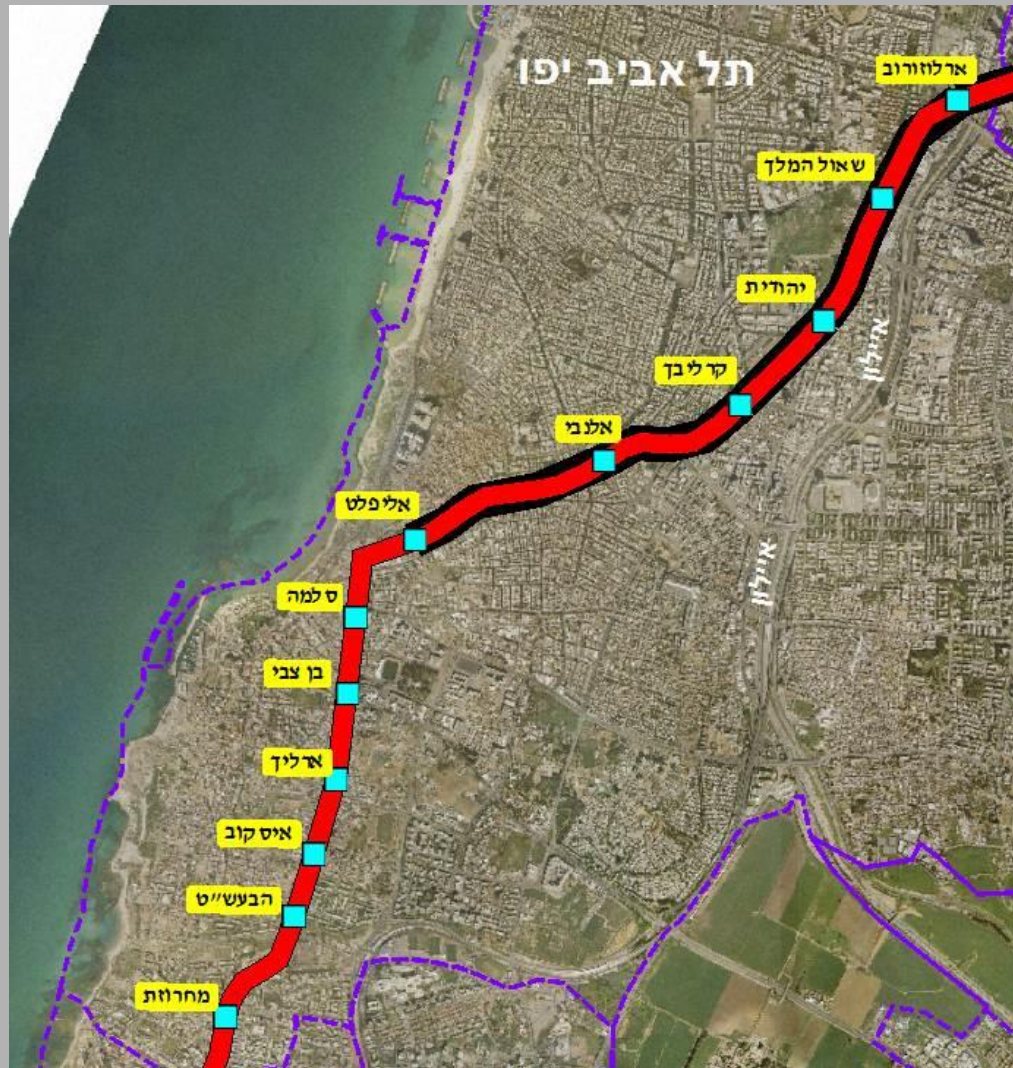 תל אביב יפו
ארלוזורוב
שאול המלך
יהודית
איילון
קרליבך
אלנבי
אליפלט
איילון
סלמה
בן צבי
ארליך
איסקוב
הבעש"ט
מחרוזת